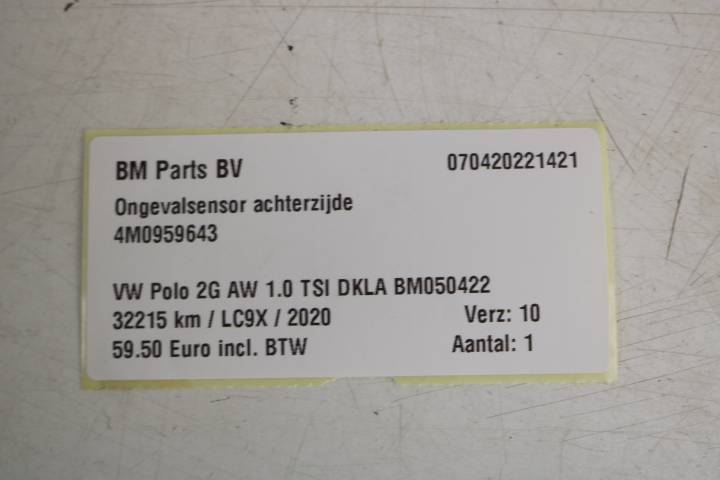 BM Parts BV 070420221421
Ongevalsensor achterzijde
4M0959643
VW Polo 2G AW 1.0 TSI DKLA BM050422
32215 km / LC9X / 2020 Verz: 10
59.50 Euro incl. BTW Aantal: 1